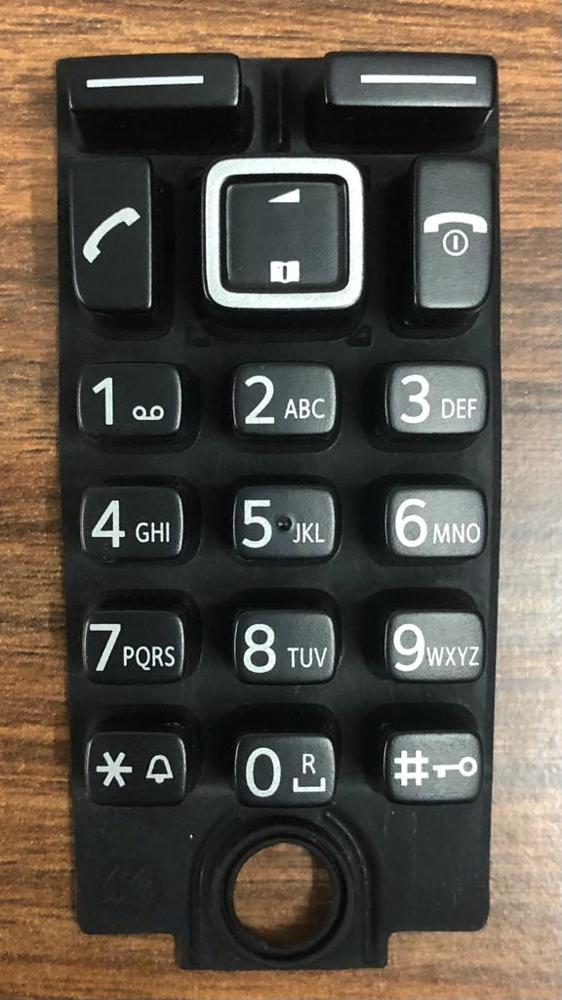 1
2 ABC
3 DEF
4 GHI
5 JKL
6 MNO
7 PQRS
8 TUV
9 WXYZ
*
0 R
#